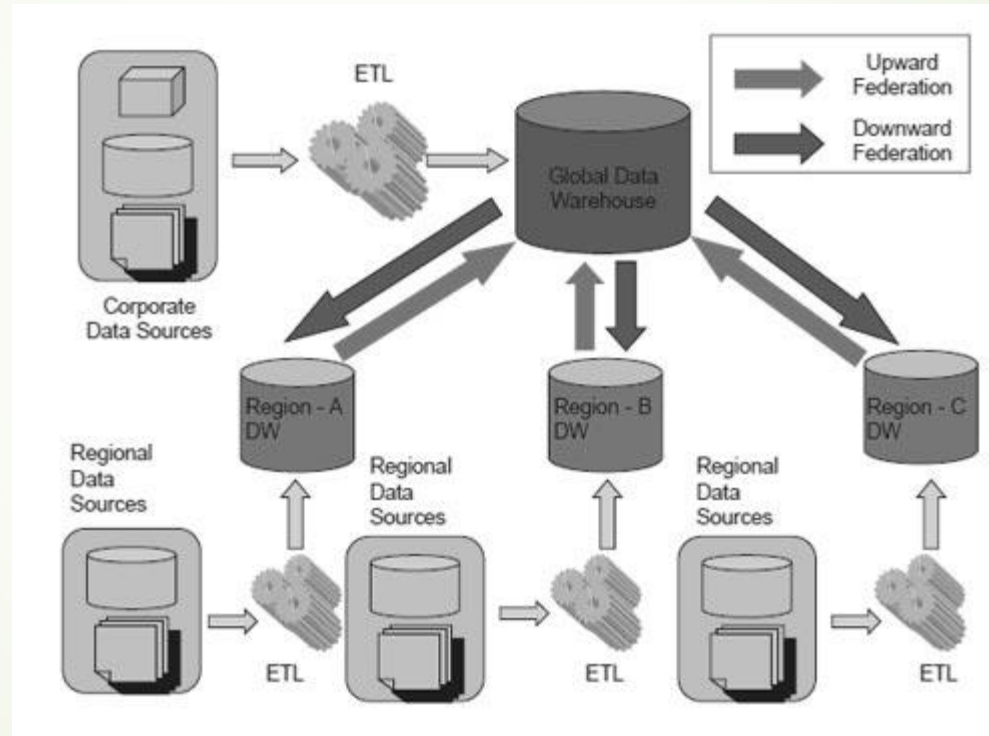 ETL
Upward
Federation
Downward
Federation
Global Data
Warehouse
Corporate
Data Sources
Region - A
DW
Region - B
DW
Region - C
DW
Regional
Data
Sources
Regional
Data
Sources
Regional
Data
Sources
ETL
ETL
ETL